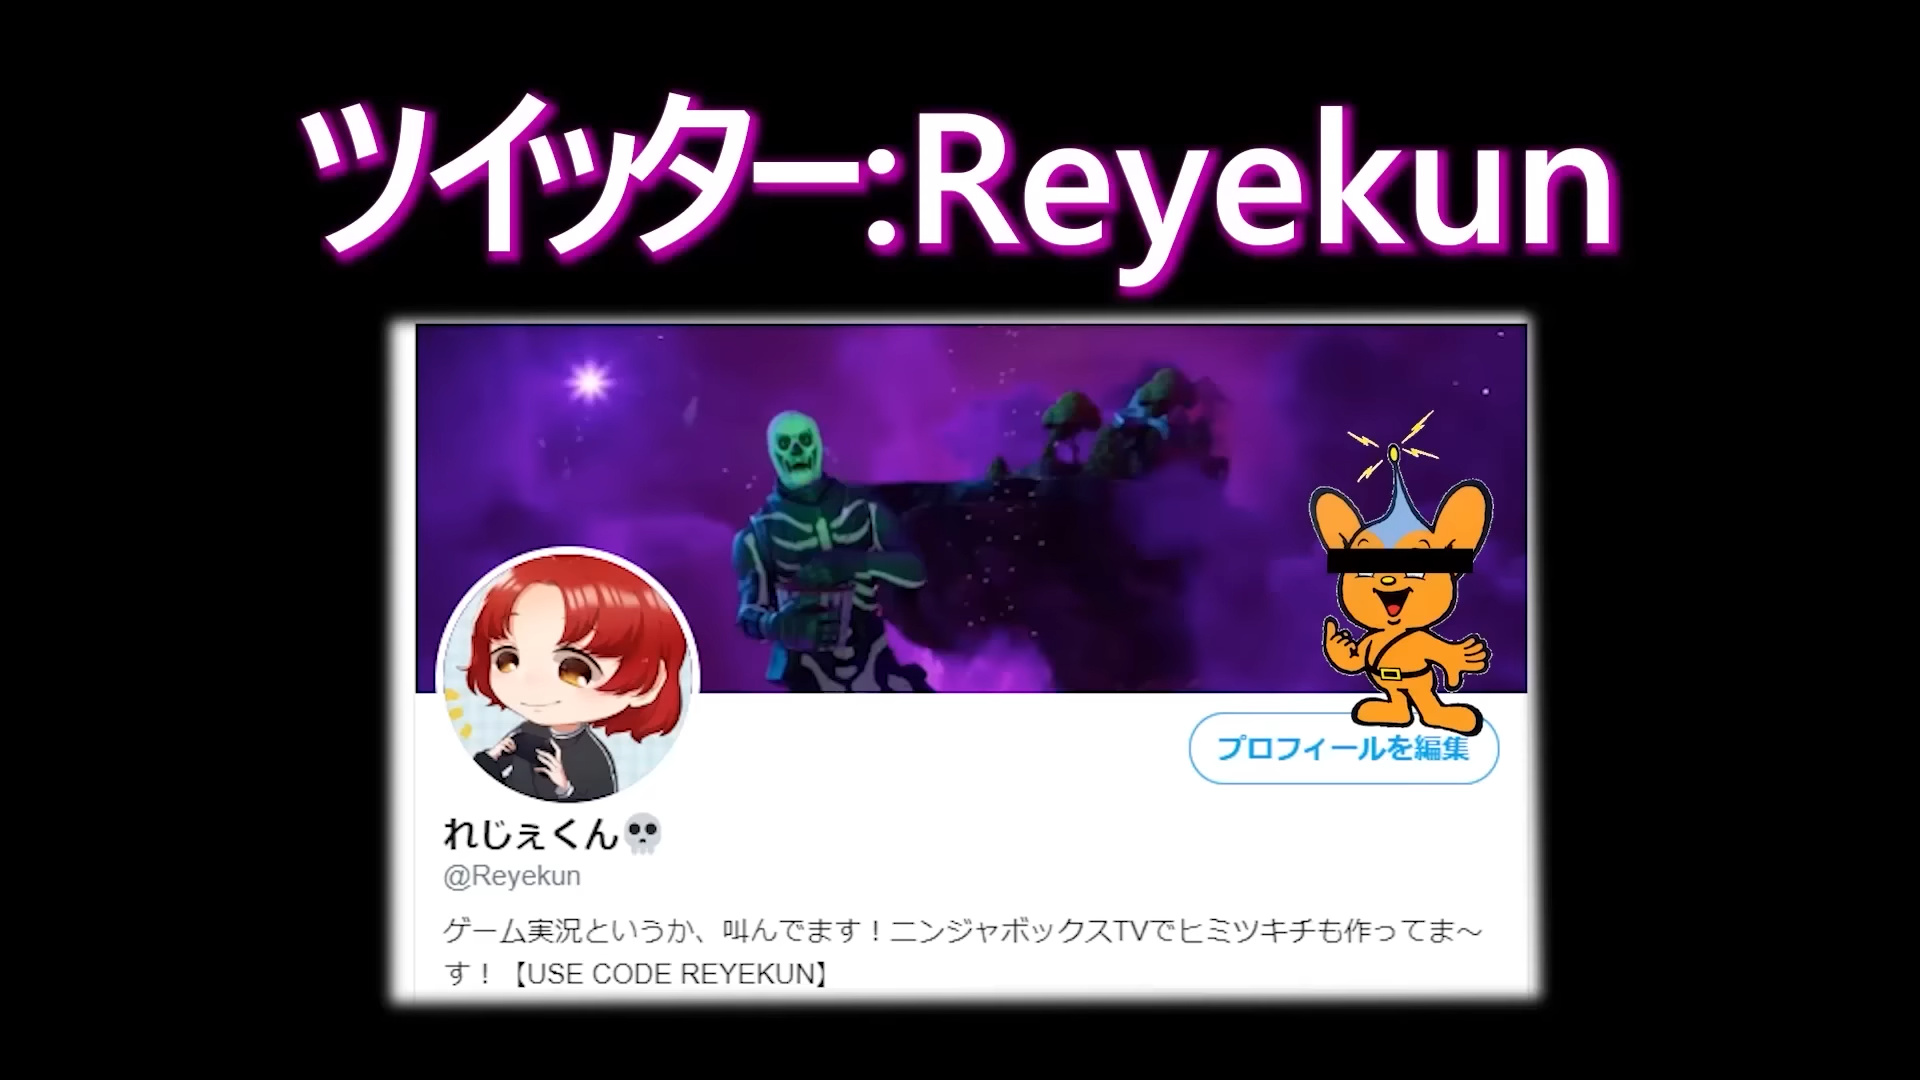 ツイッター:Reyekun
プロフィールを編集
れじぇくん💀
@Reyekun
ゲーム実況というか、叫んでます！ニンジャボックスTVでヒミツキチも作ってま〜
す！【USE CODE REYEKUN】